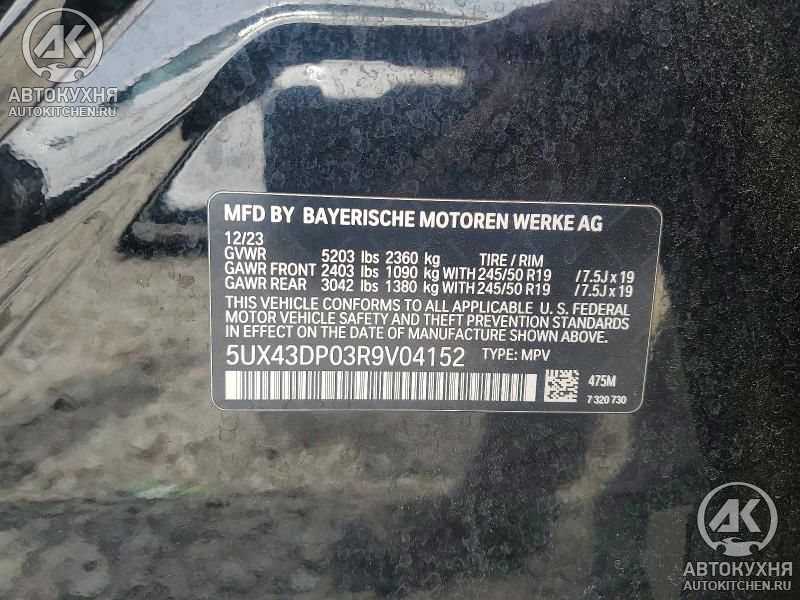 AK
АВТОКУХНЯ
AUTOKITCHEN.RU
MFD BY BAYERISCHE MOTOREN WERKE AG
12/23
GVWR 5203 lbs 2360 kg TIRE / RIM
GAWR FRONT 2403 lbs 1090 kg WITH 245/50 R19 /7.5J x 19
GAWR REAR 3042 lbs 1380 kg WITH 245/50 R19 /7.5J x 19
THIS VEHICLE CONFORMS TO ALL APPLICABLE U. S. FEDERAL
MOTOR VEHICLE SAFETY AND THEFT PREVENTION STANDARDS
IN EFFECT ON THE DATE OF MANUFACTURE SHOWN ABOVE.
5UX43DP03R9V04152 TYPE: MPV
475M
7 320 730
AK
АВТОКУХНЯ
AUTOKITCHEN.RU